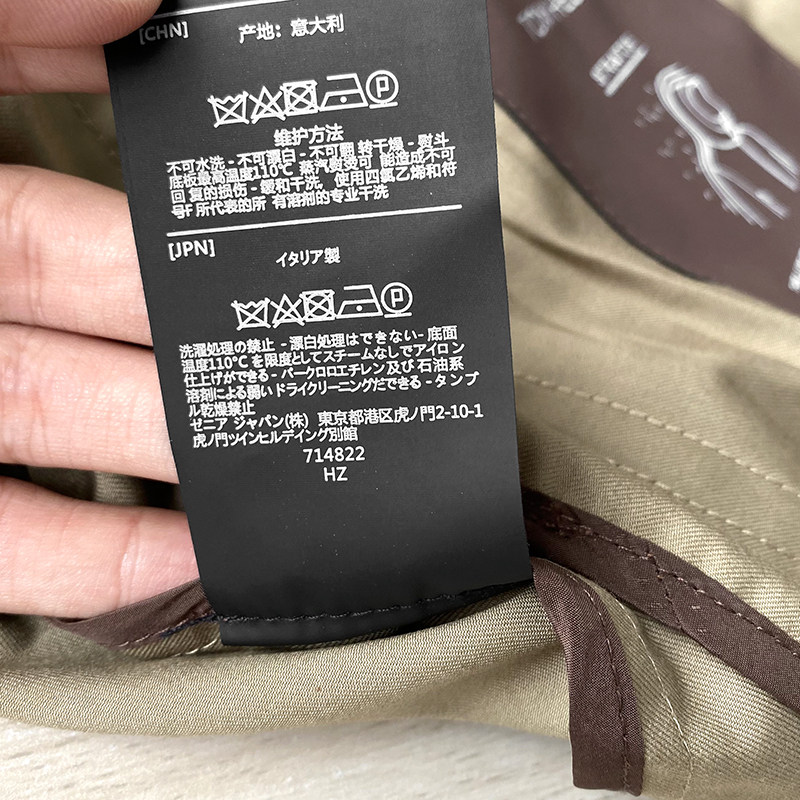 [CHN] 产地：意大利
P
维护方法
不可水洗 - 不可漂白 - 不可翻 转干燥 - 熨斗
底板最高温度110℃ 蒸汽熨受可 能造成不可
回 复的损伤 - 缓和干洗, 使用四氯乙烯和符
号F 所代表的所 有溶剂的专业干洗
[JPN] イタリア製
P
洗濯処理の禁止 - 漂白処理はできない- 底面
温度110°C を限度としてスチームなしでアイロン
仕上げができる - パークロロエチレン及び 石油系
溶剤による弱い ドライクリーニングだできる - タンブ
ル乾燥禁止
ゼニア ジャパン(株) 東京都港区虎ノ門2-10-1
虎ノ門ツインヒルデイング別館
714822
HZ